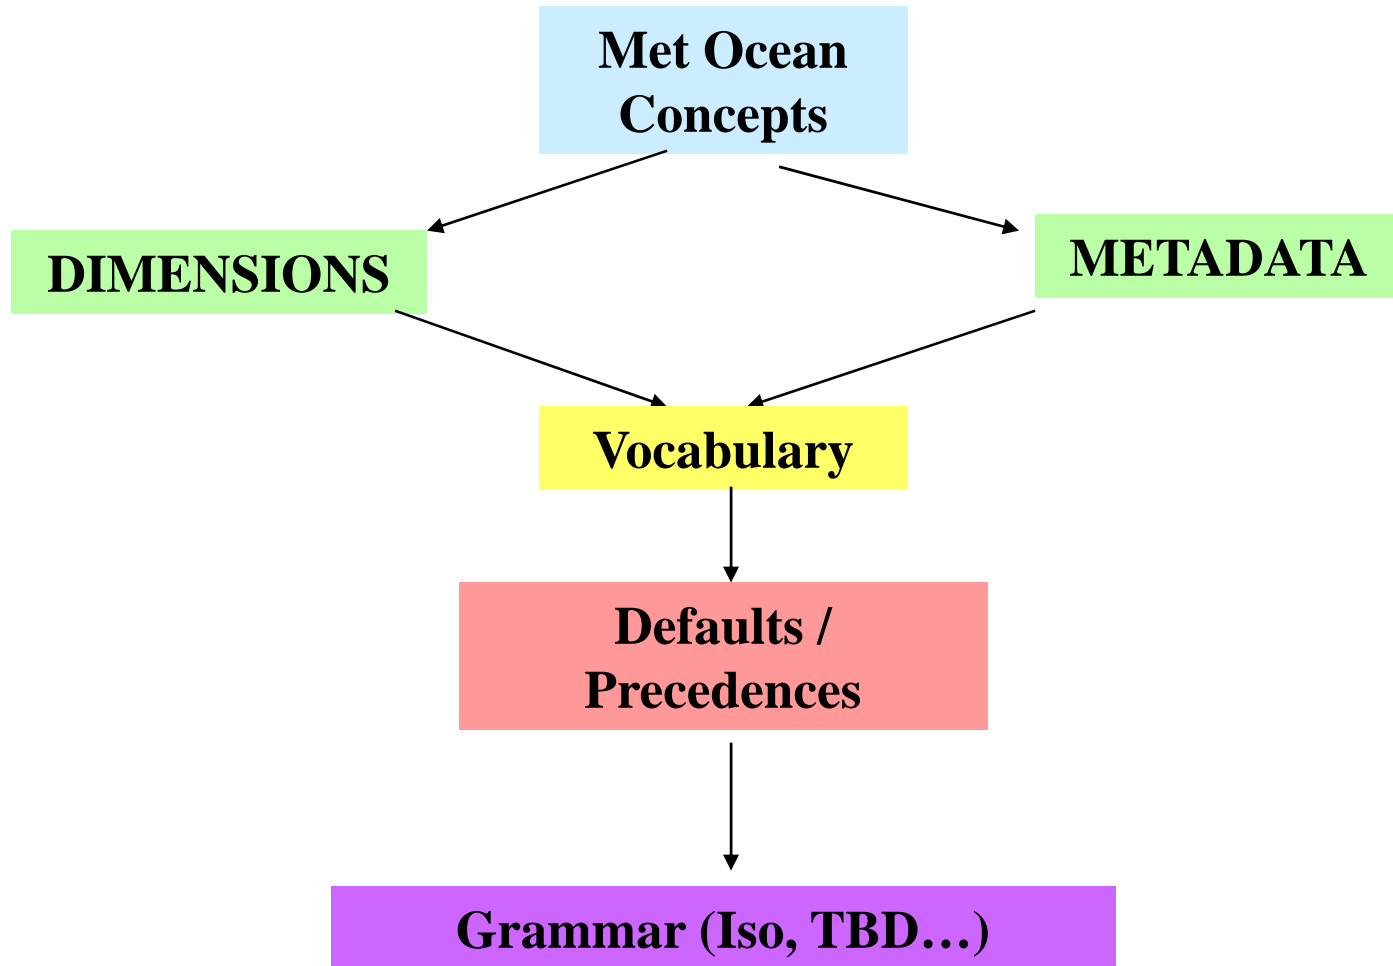 Met Ocean
Concepts
DIMENSIONS
METADATA
Vocabulary
Defaults /
Precedences
Grammar (Iso, TBD…)